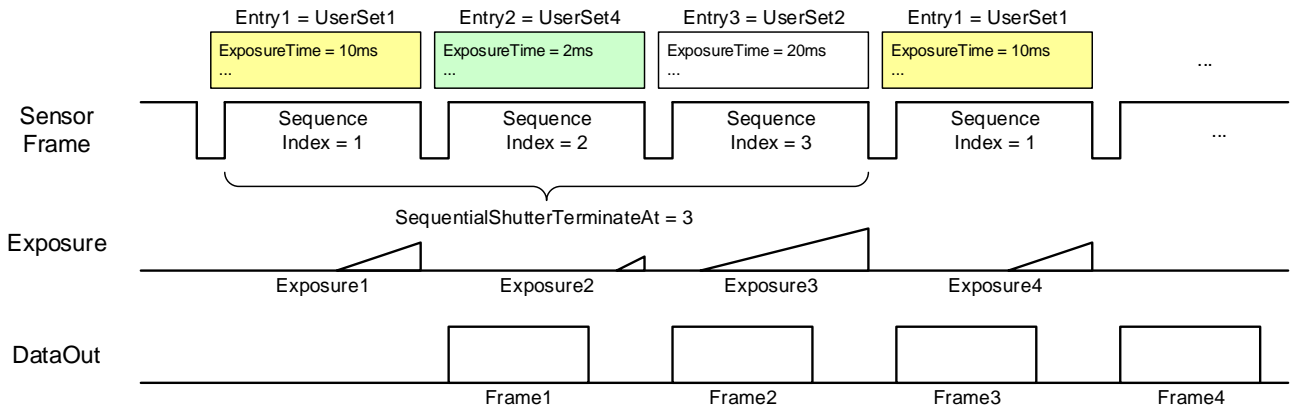 Entry1 = UserSet1 Entry2 = UserSet4 Entry3 = UserSet2 Entry1 = UserSet1
ExposureTime = 10ms ExposureTime = 2ms ExposureTime = 20ms ExposureTime = 10ms
... ... ... ... ...
Sensor Frame
Sequence Index = 1
Sequence Index = 2
Sequence Index = 3
Sequence Index = 1
...
SequentialShutterTerminateAt = 3
Exposure
Exposure1 Exposure2 Exposure3 Exposure4
DataOut
Frame1 Frame2 Frame3 Frame4